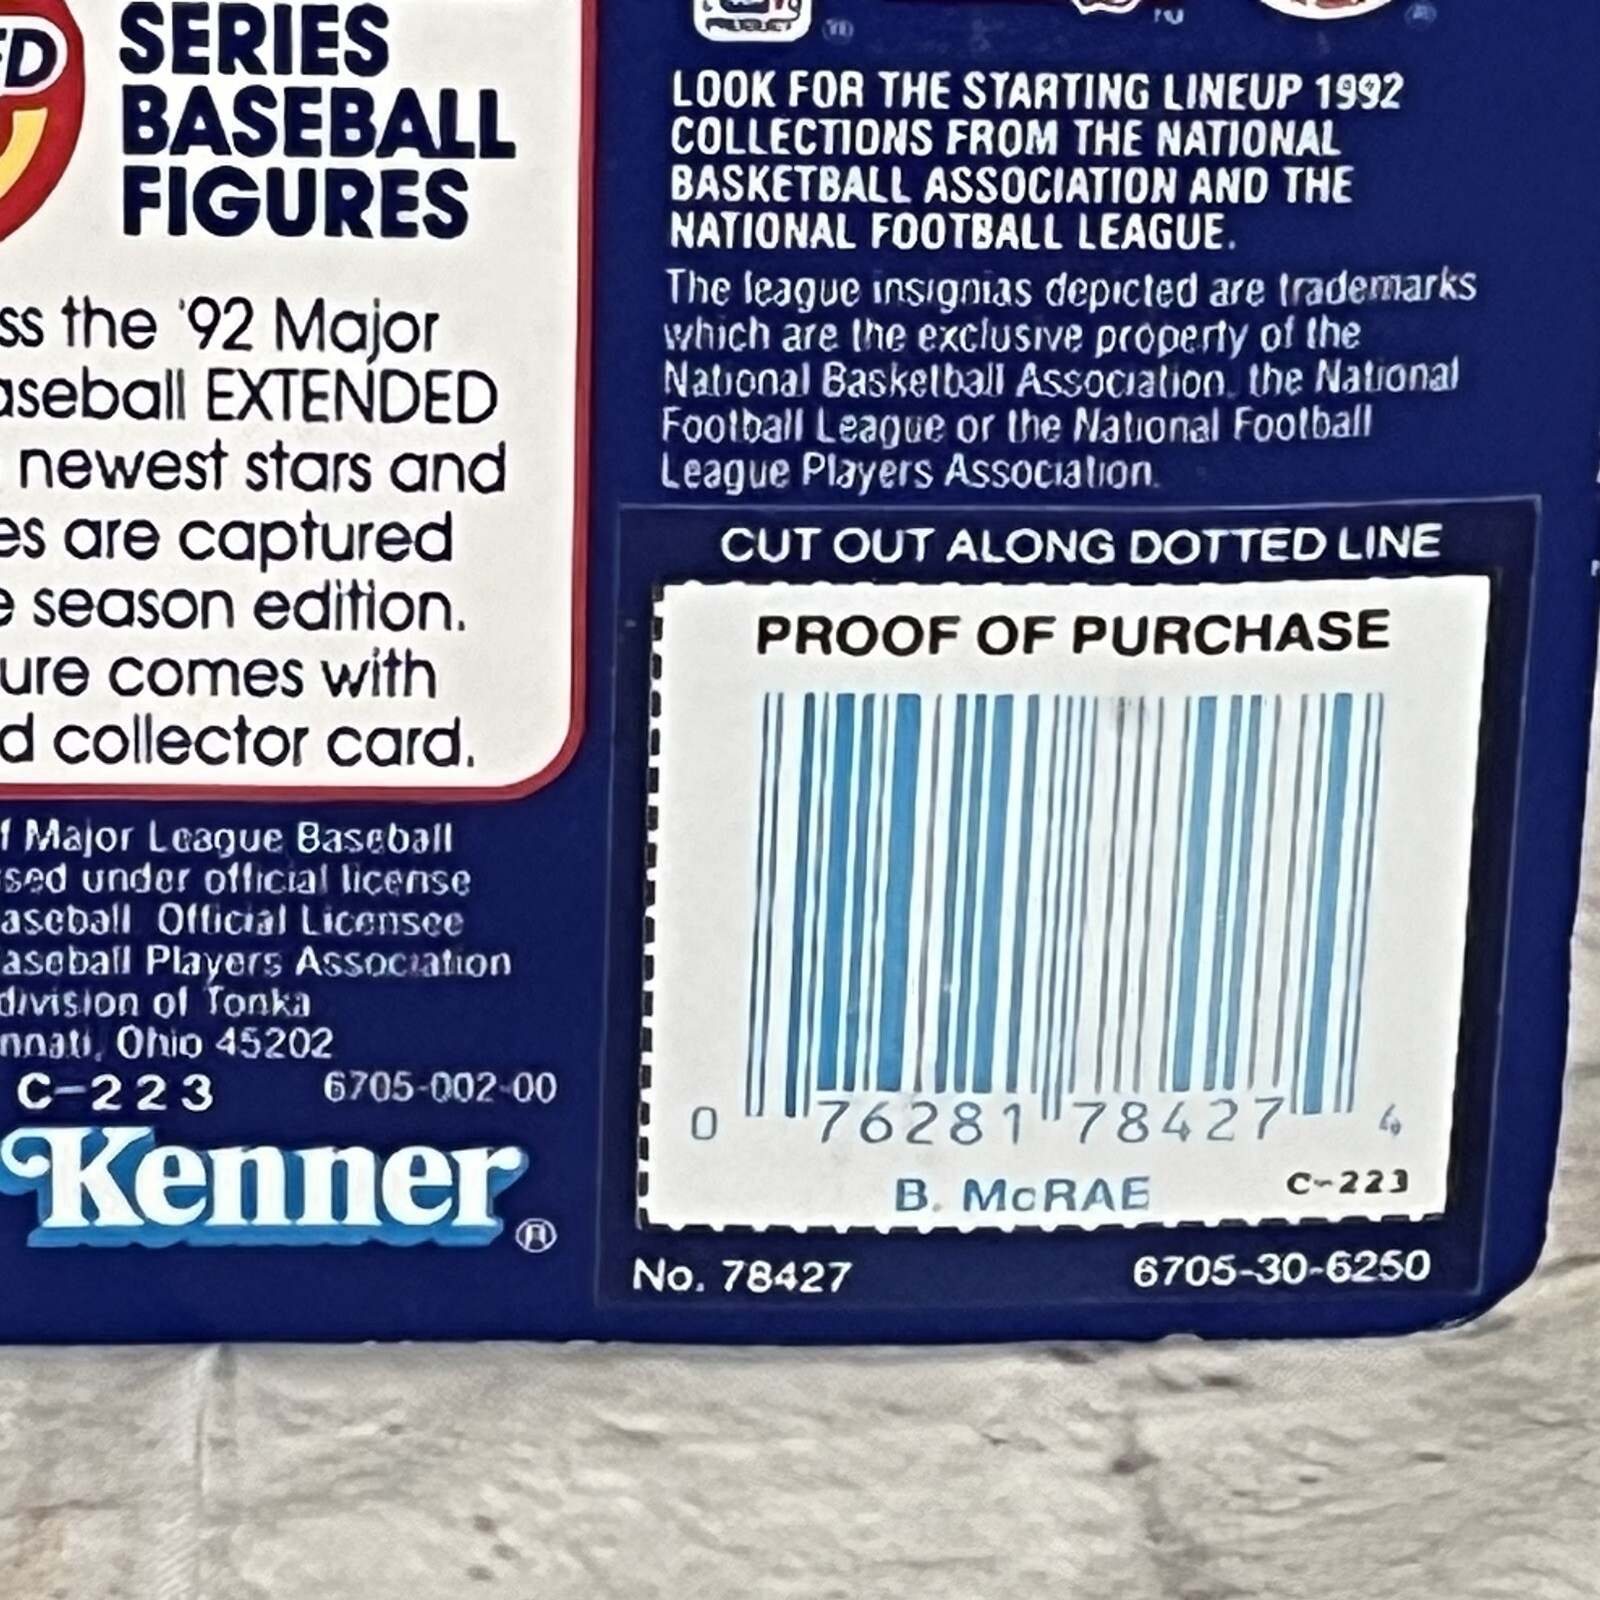 ED
SERIES
BASEBALL
FIGURES
ss the '92 Major
aseball EXTENDED
newest stars and
es are captured
e season edition.
ure comes with
d collector card.
f Major League Baseball
sed under official license
aseball Official Licensee
aseball Players Association
division of Tonka
nnati, Ohio 45202
C-223 6705-002-00
Kenner®
PRODUCT
LOOK FOR THE STARTING LINEUP 1992
COLLECTIONS FROM THE NATIONAL
BASKETBALL ASSOCIATION AND THE
NATIONAL FOOTBALL LEAGUE.
The league insignias depicted are trademarks
which are the exclusive property of the
National Basketball Association, the National
Football League or the National Football
League Players Association.
CUT OUT ALONG DOTTED LINE
PROOF OF PURCHASE
0 76281 78427 4
B. McRAE C-223
No. 78427 6705-30-6250